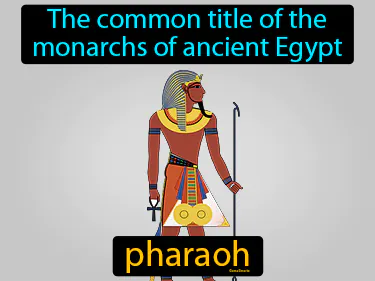 The common title of the
monarchs of ancient Egypt
pharaoh